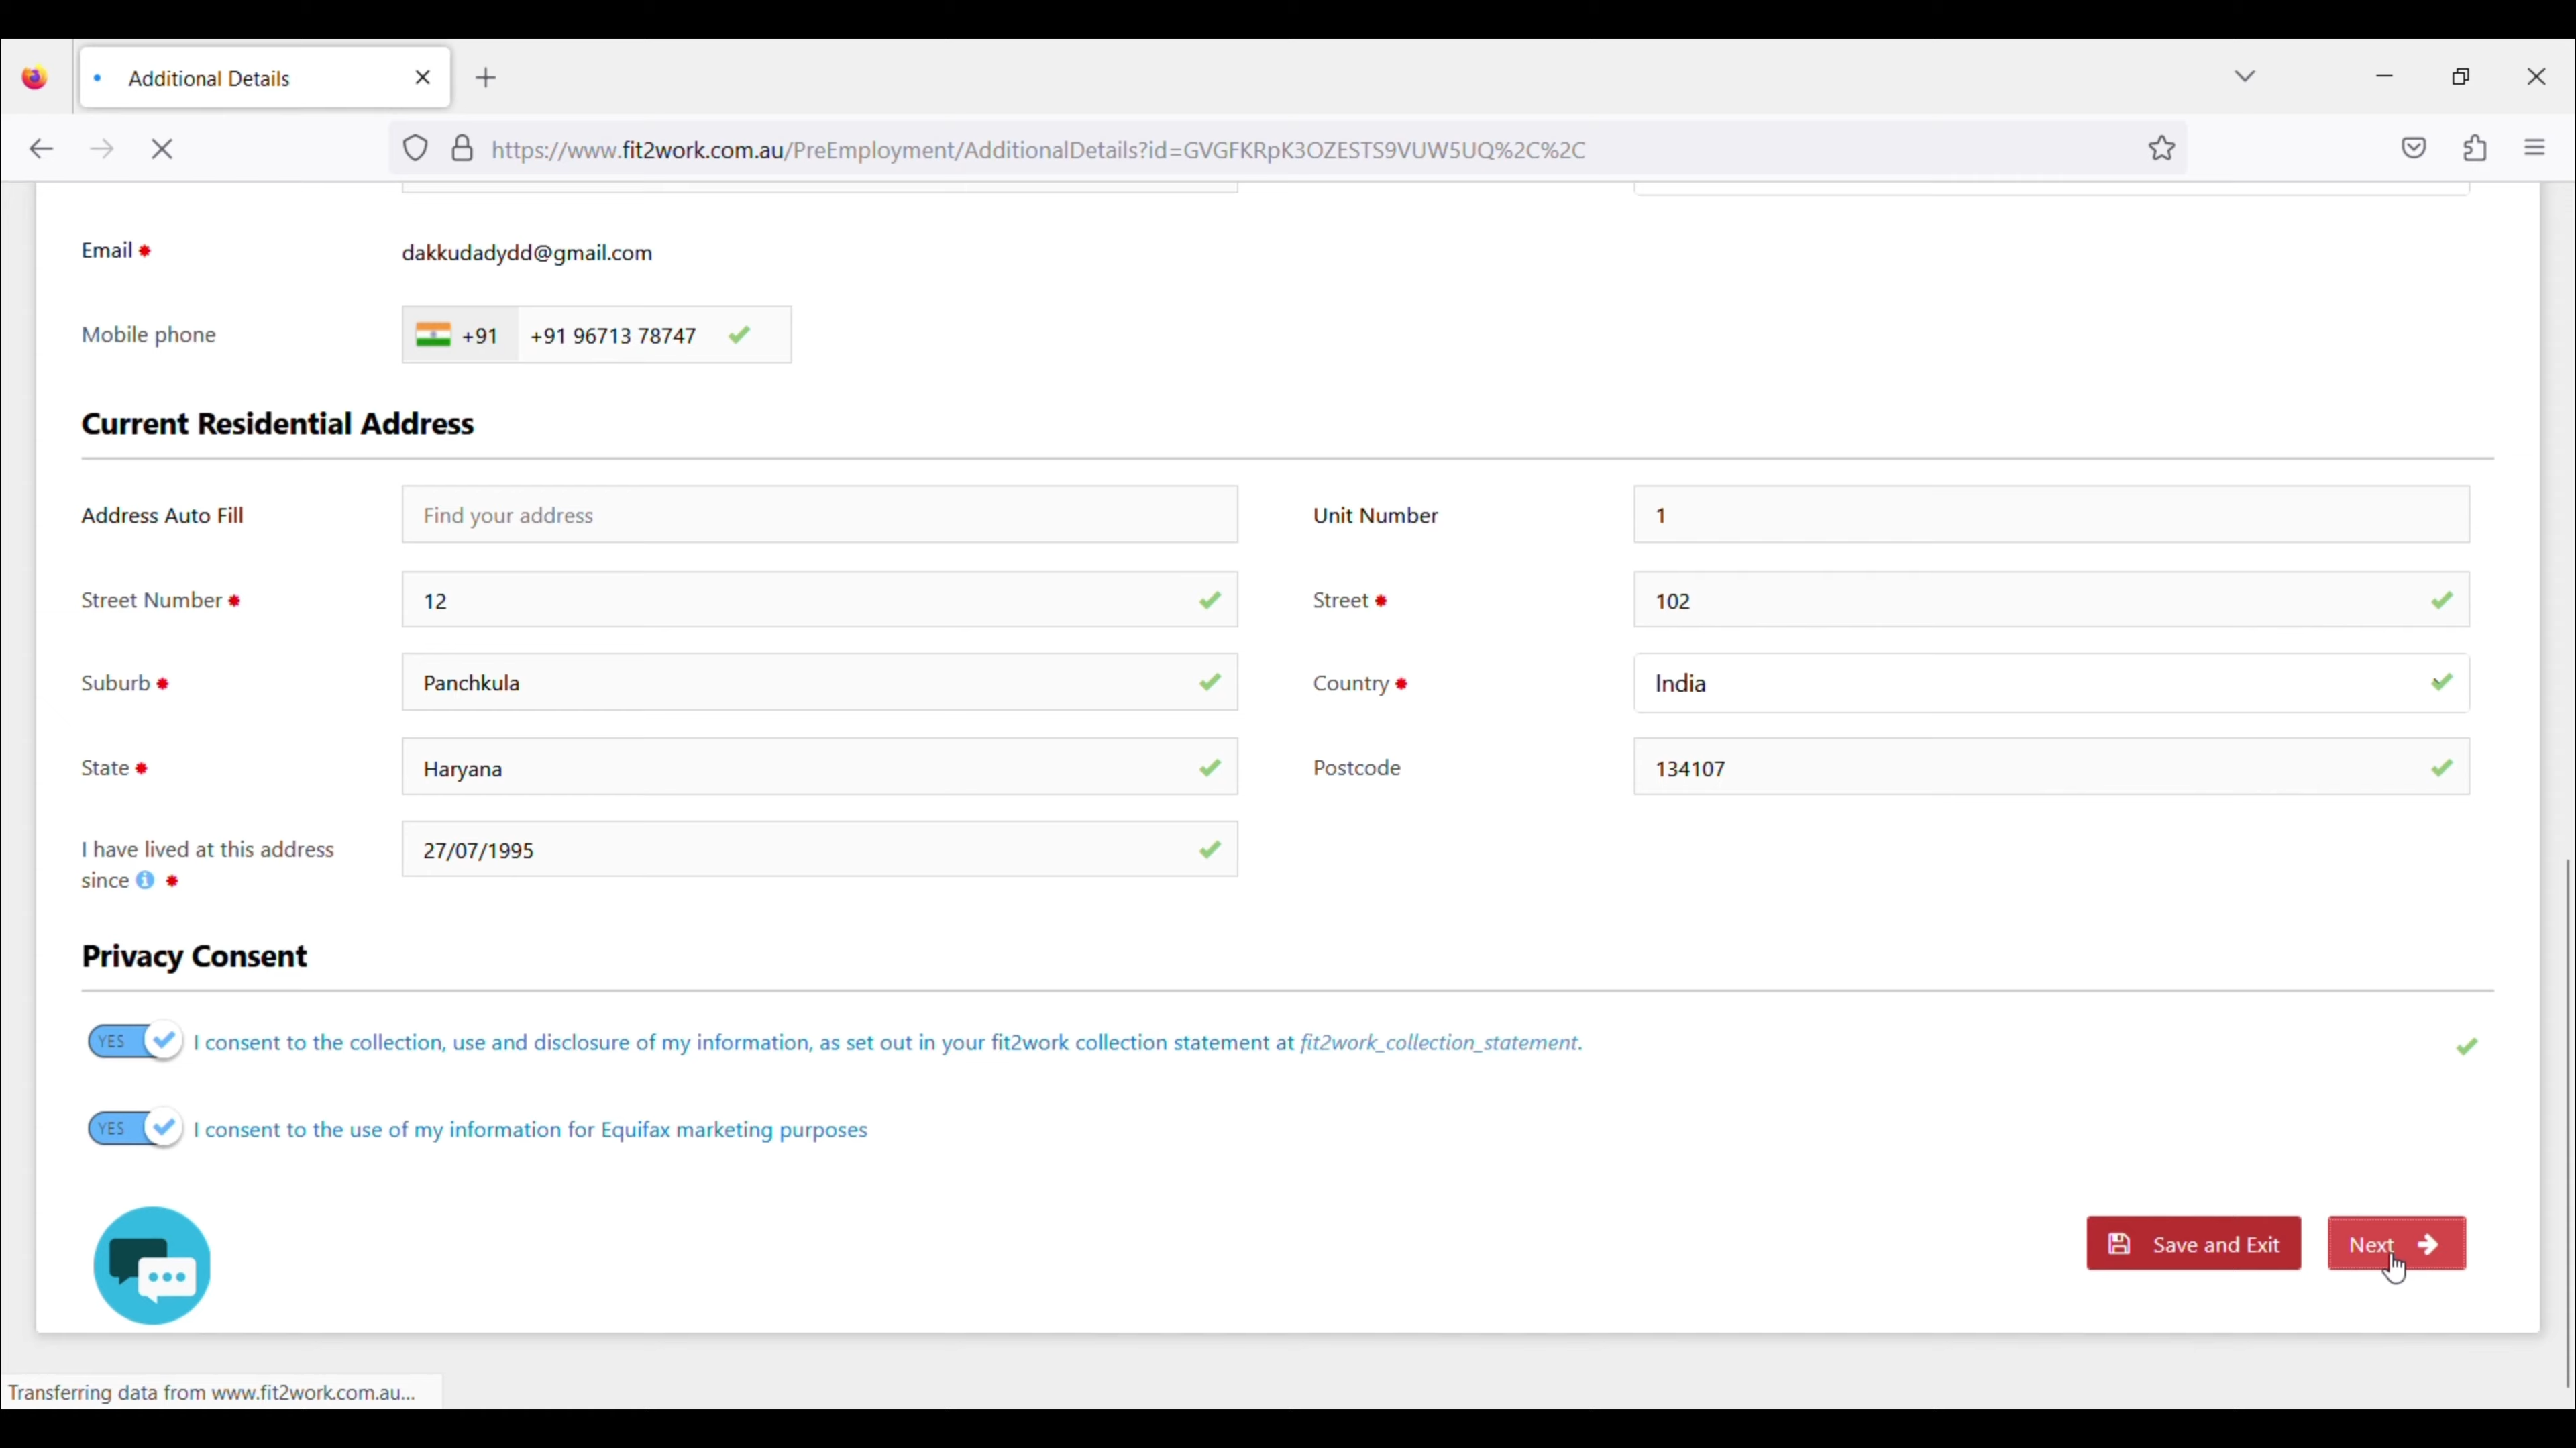 Additional Details
https://www.fit2work.com.au/PreEmployment/AdditionalDetails?id=GVGFKRpK3OZESTS9VUW5UQ%2C%2C
Email *
dakkudadydd@gmail.com
Mobile phone
+91 +91 96713 78747
Current Residential Address
Address Auto Fill
Find your address
Unit Number
1
Street Number *
12
Street *
102
Suburb *
Panchkula
Country *
India
State *
Haryana
Postcode
134107
I have lived at this address
since i *
27/07/1995
Privacy Consent
YES I consent to the collection, use and disclosure of my information, as set out in your fit2work collection statement at fit2work_collection_statement.
YES I consent to the use of my information for Equifax marketing purposes
Save and Exit
Next
Transferring data from www.fit2work.com.au...